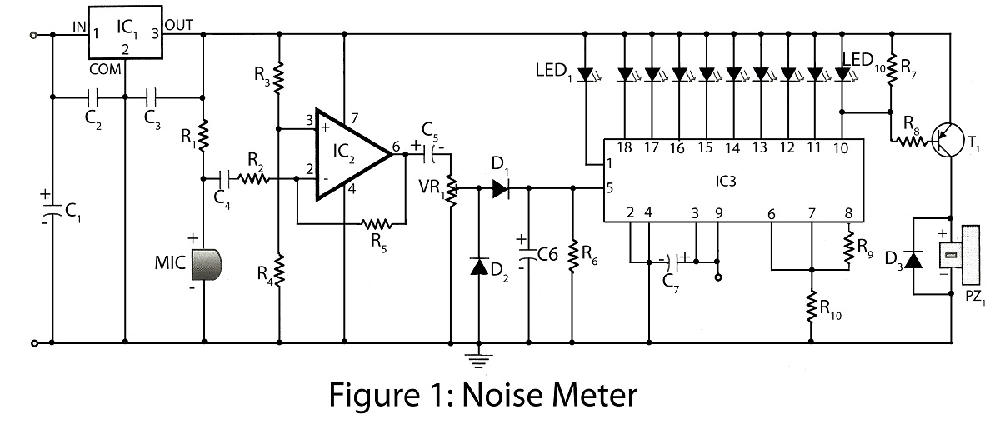 IN 1 IC1 3 OUT
2
COM
C2 C3
R1
R2
C4
+ C1 -
+ MIC -
R3
R4
3 + 7
IC2 6
2 - 4
R5
C5 + -
VR1
D1
D2
+ C6 -
R6
LED1
LED10
R7
R8
T1
18 17 16 15 14 13 12 11 10
1
IC3
5
2 4 3 9 6 7 8
- + C7
R9
R10
D3
+
-
PZ1
Figure 1: Noise Meter